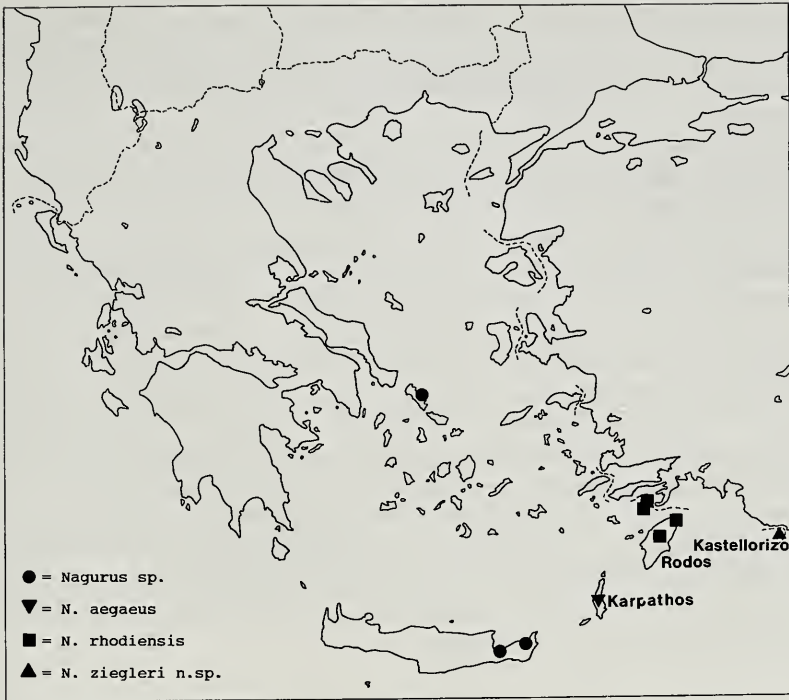 Kastellorizo
Rodos
Karpathos
● = Nagurus sp.
▼ = N. aegaeus
■ = N. rhodiensis
▲ = N. ziegleri n.sp.